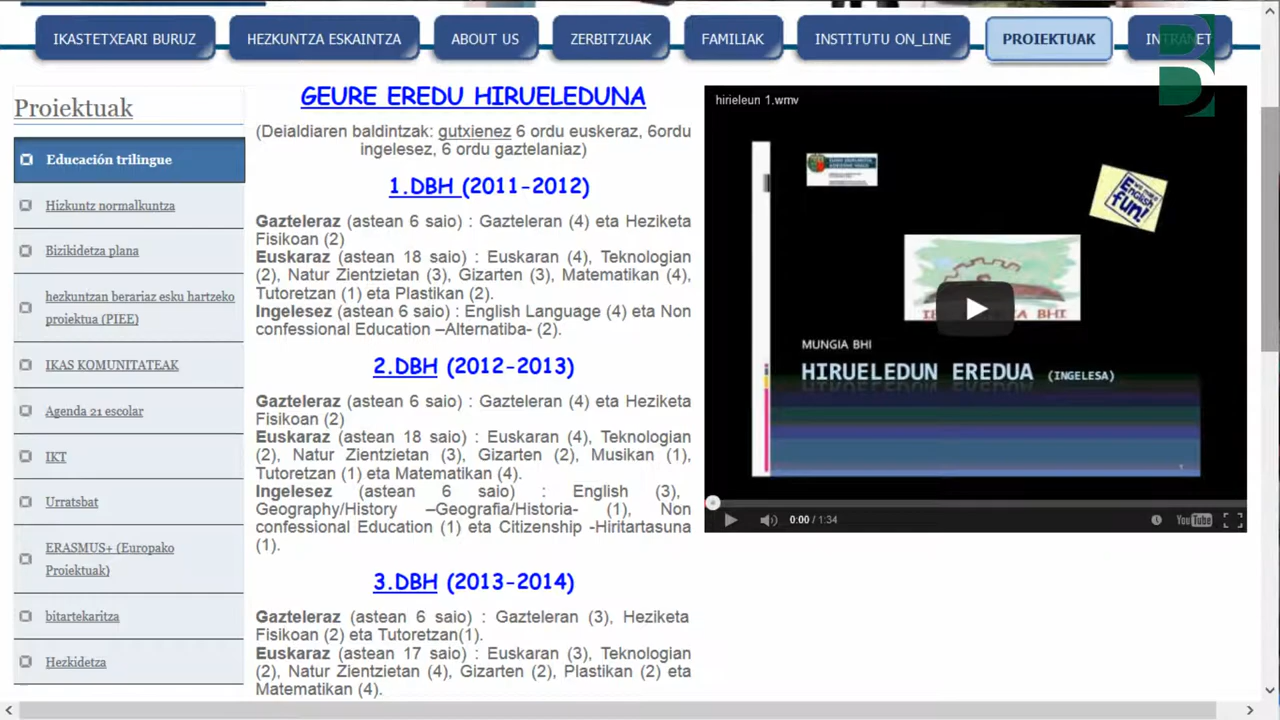 IKASTETXEARI BURUZ
HEZKUNTZA ESKAINTZA
ABOUT US
ZERBITZUAK
FAMILIAK
INSTITUTU ON_LINE
PROIEKTUAK
INTRANET
Proiektuak
Educación trilingue
Hizkuntz normalkuntza
Bizikidetza plana
hezkuntzan berariaz esku hartzeko
proiektua (PIEE)
IKAS KOMUNITATEAK
Agenda 21 escolar
IKT
Urratsbat
ERASMUS+ (Europako
Proiektuak)
bitartekaritza
Hezkidetza
GEURE EREDU HIRUELEDUNA
(Deialdiaren baldintzak: gutxienez 6 ordu euskeraz, 6ordu
ingelesez, 6 ordu gaztelaniaz)
1.DBH (2011-2012)
Gazteleraz (astean 6 saio) : Gazteleran (4) eta Heziketa
Fisikoan (2)
Euskaraz (astean 18 saio) : Euskaran (4), Teknologian
(2), Natur Zientzietan (3), Gizarten (3), Matematikan (4),
Tutoretzan (1) eta Plastikan (2).
Ingelesez (astean 6 saio) : English Language (4) eta Non
confessional Education –Alternatiba- (2).
2.DBH (2012-2013)
Gazteleraz (astean 6 saio) : Gazteleran (4) eta Heziketa
Fisikoan (2)
Euskaraz (astean 18 saio) : Euskaran (4), Teknologian
(2), Natur Zientzietan (3), Gizarten (2), Musikan (1),
Tutoretzan (1) eta Matematikan (4).
Ingelesez (astean 6 saio) : English (3),
Geography/History –Geografia/Historia- (1), Non
confessional Education (1) eta Citizenship -Hiritartasuna
(1).
3.DBH (2013-2014)
Gazteleraz (astean 6 saio) : Gazteleran (3), Heziketa
Fisikoan (2) eta Tutoretzan(1).
Euskaraz (astean 17 saio) : Euskaran (3), Teknologian
(2), Natur Zientzietan (4), Gizarten (2), Plastikan (2) eta
Matematikan (4).
hirieleun 1.wmv
English
fun!
BHI
MUNGIA BHI
HIRUELEDUN EREDUA (INGELESA)
0:00 / 1:34
YouTube
B